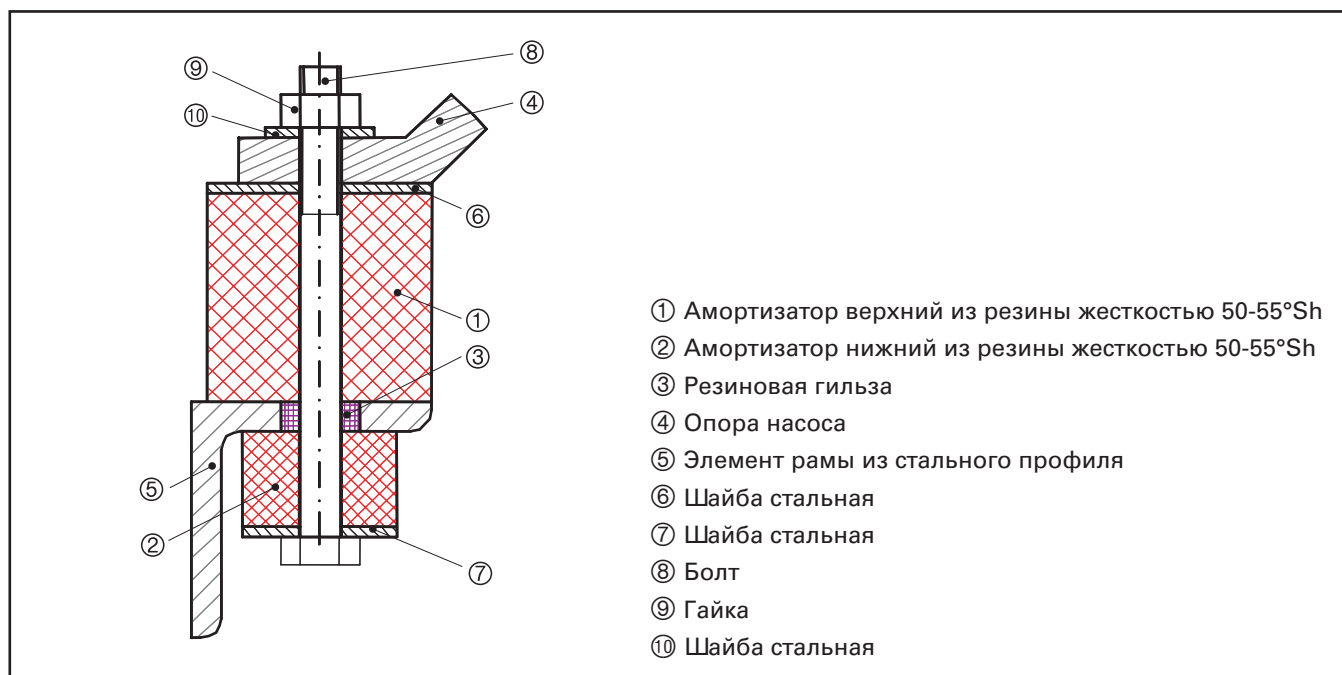 ⑧
⑨
④
⑩
⑥
①
③
⑤
②
⑦
① Амортизатор верхний из резины жесткостью 50-55°Sh
② Амортизатор нижний из резины жесткостью 50-55°Sh
③ Резиновая гильза
④ Опора насоса
⑤ Элемент рамы из стального профиля
⑥ Шайба стальная
⑦ Шайба стальная
⑧ Болт
⑨ Гайка
⑩ Шайба стальная